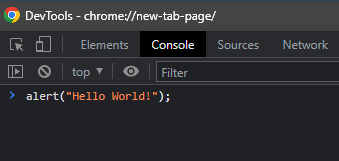 DevTools - chrome://new-tab-page/
Elements Console Sources Network
top Filter
> alert("Hello World!");